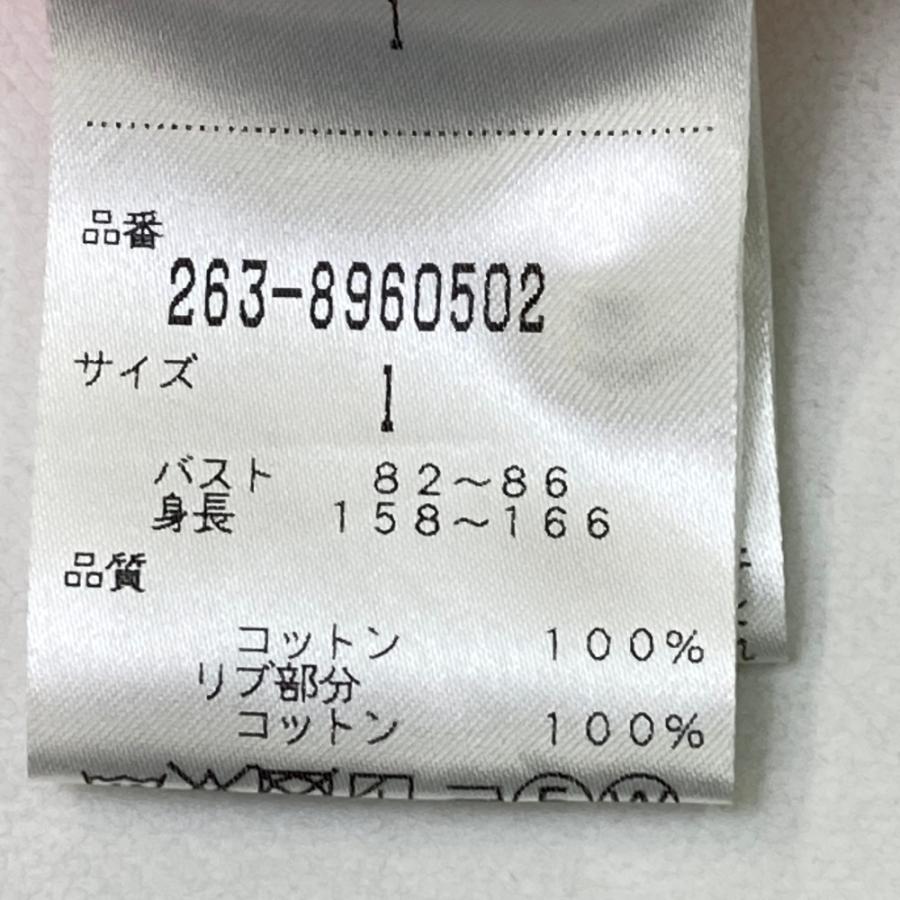 品番
263-8960502
サイズ
1
バスト 82~86
身長 158~166
品質
コットン 100%
リブ部分
コットン 100%